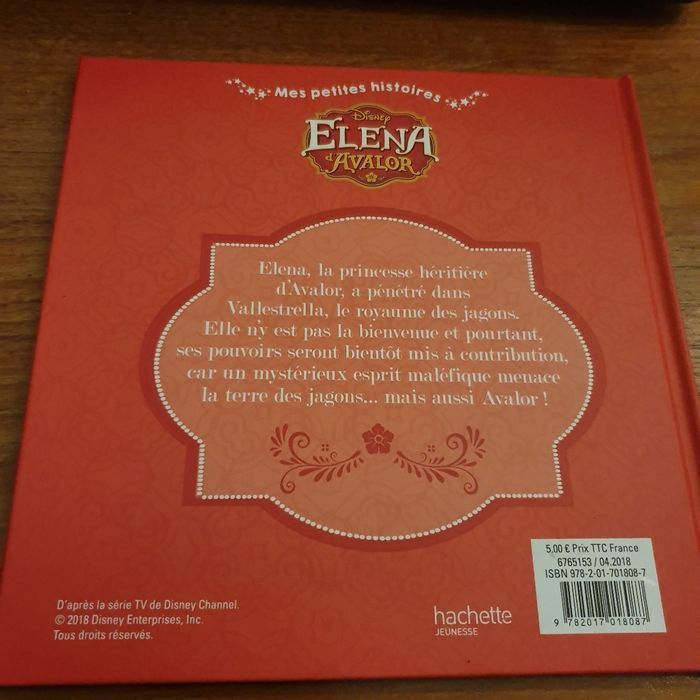 Mes petites histoires
Disney
ELENA
d'AVALOR
Elena, la princesse héritière
d'Avalor, a pénétré dans
Vallestrella, le royaume des jagons.
Elle n'y est pas la bienvenue et pourtant,
ses pouvoirs seront bientôt mis à contribution,
car un mystérieux esprit maléfique menace
la terre des jagons... mais aussi Avalor !
5.00 € Prix TTC France
6765153 / 04.2018
ISBN 978-2-01-701808-7
9 782017 018087
D'après la série TV de Disney Channel.
© 2018 Disney Enterprises, Inc.
Tous droits réservés.
hachette
JEUNESSE